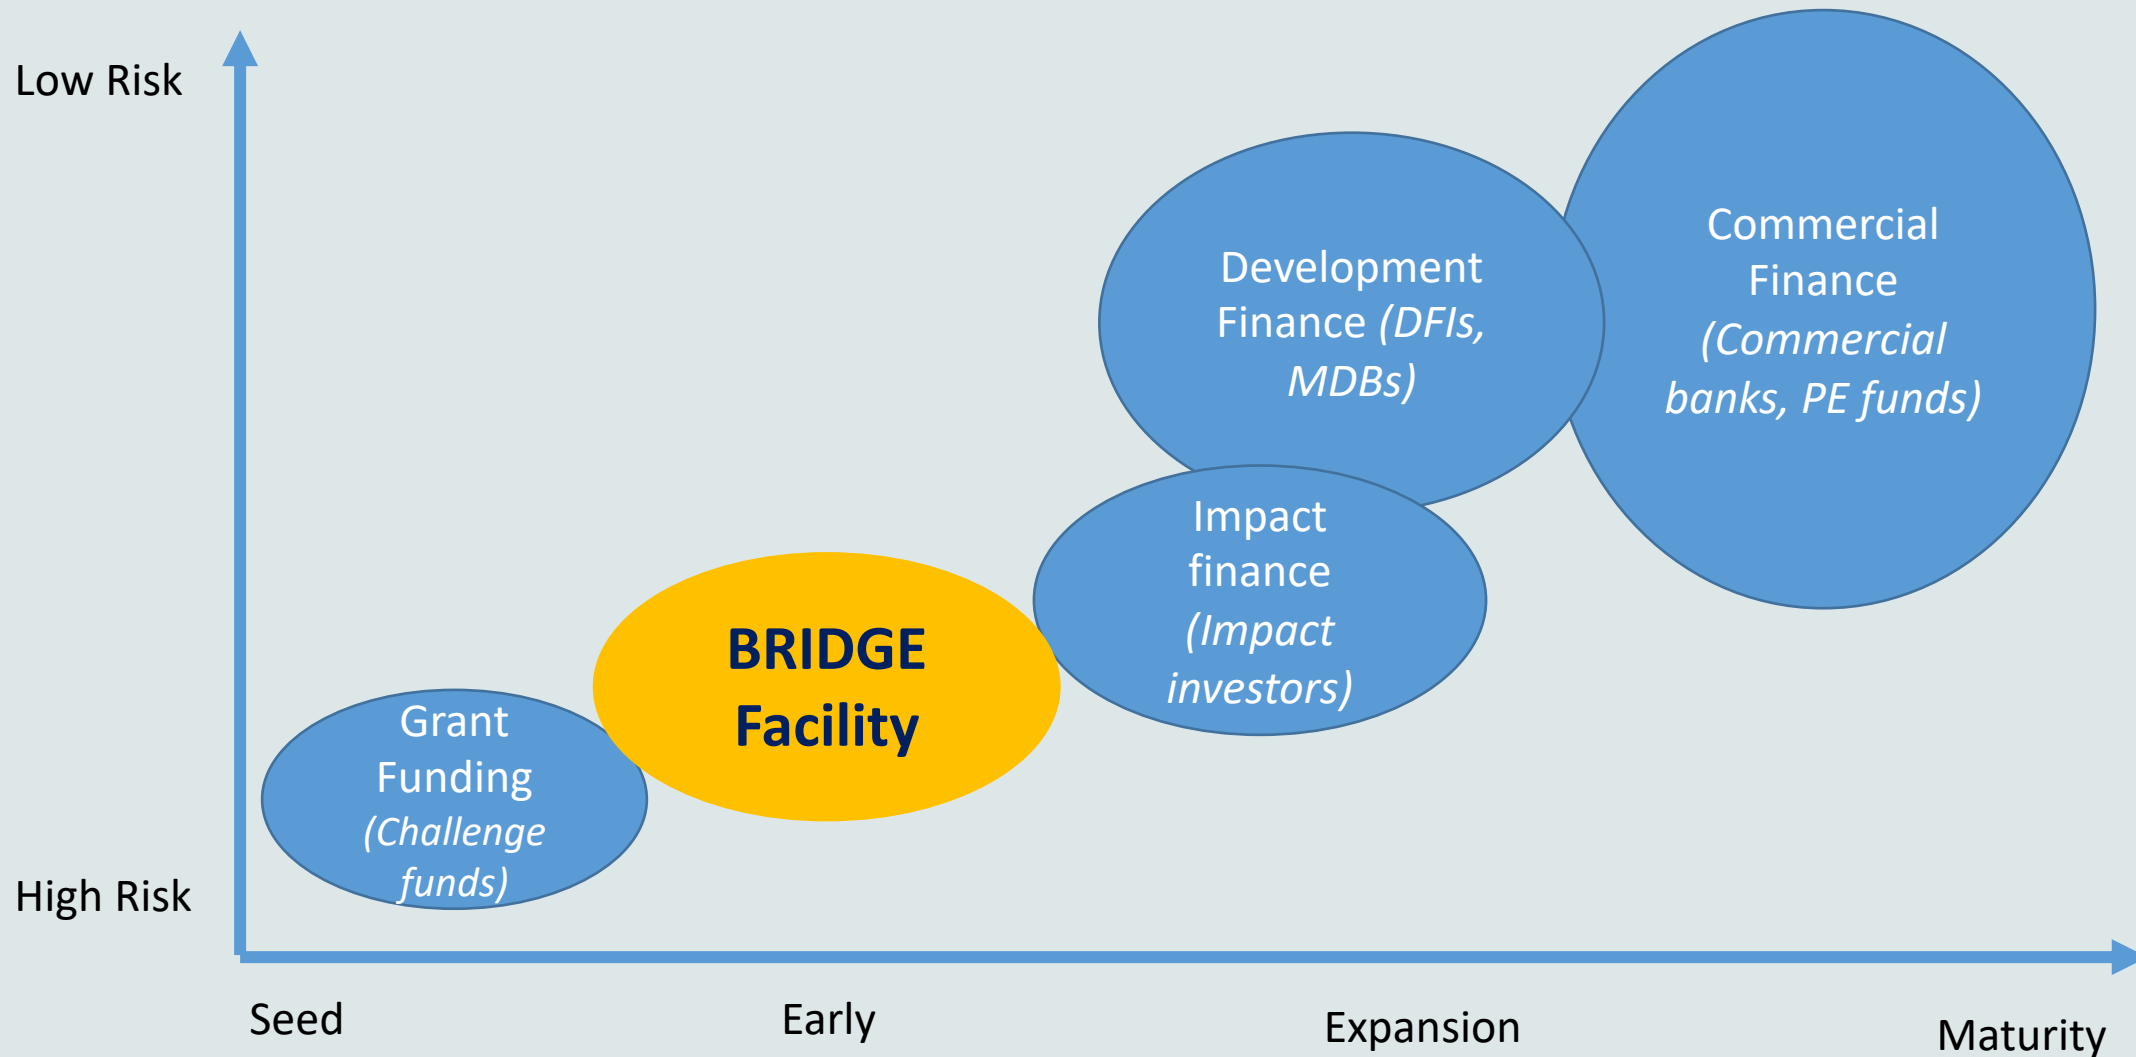 Low Risk
High Risk
Grant
Funding
(Challenge
funds)
BRIDGE
Facility
Impact
finance
(Impact
investors)
Development
Finance (DFIs,
MDBs)
Commercial
Finance
(Commercial
banks, PE funds)
Seed
Early
Expansion
Maturity